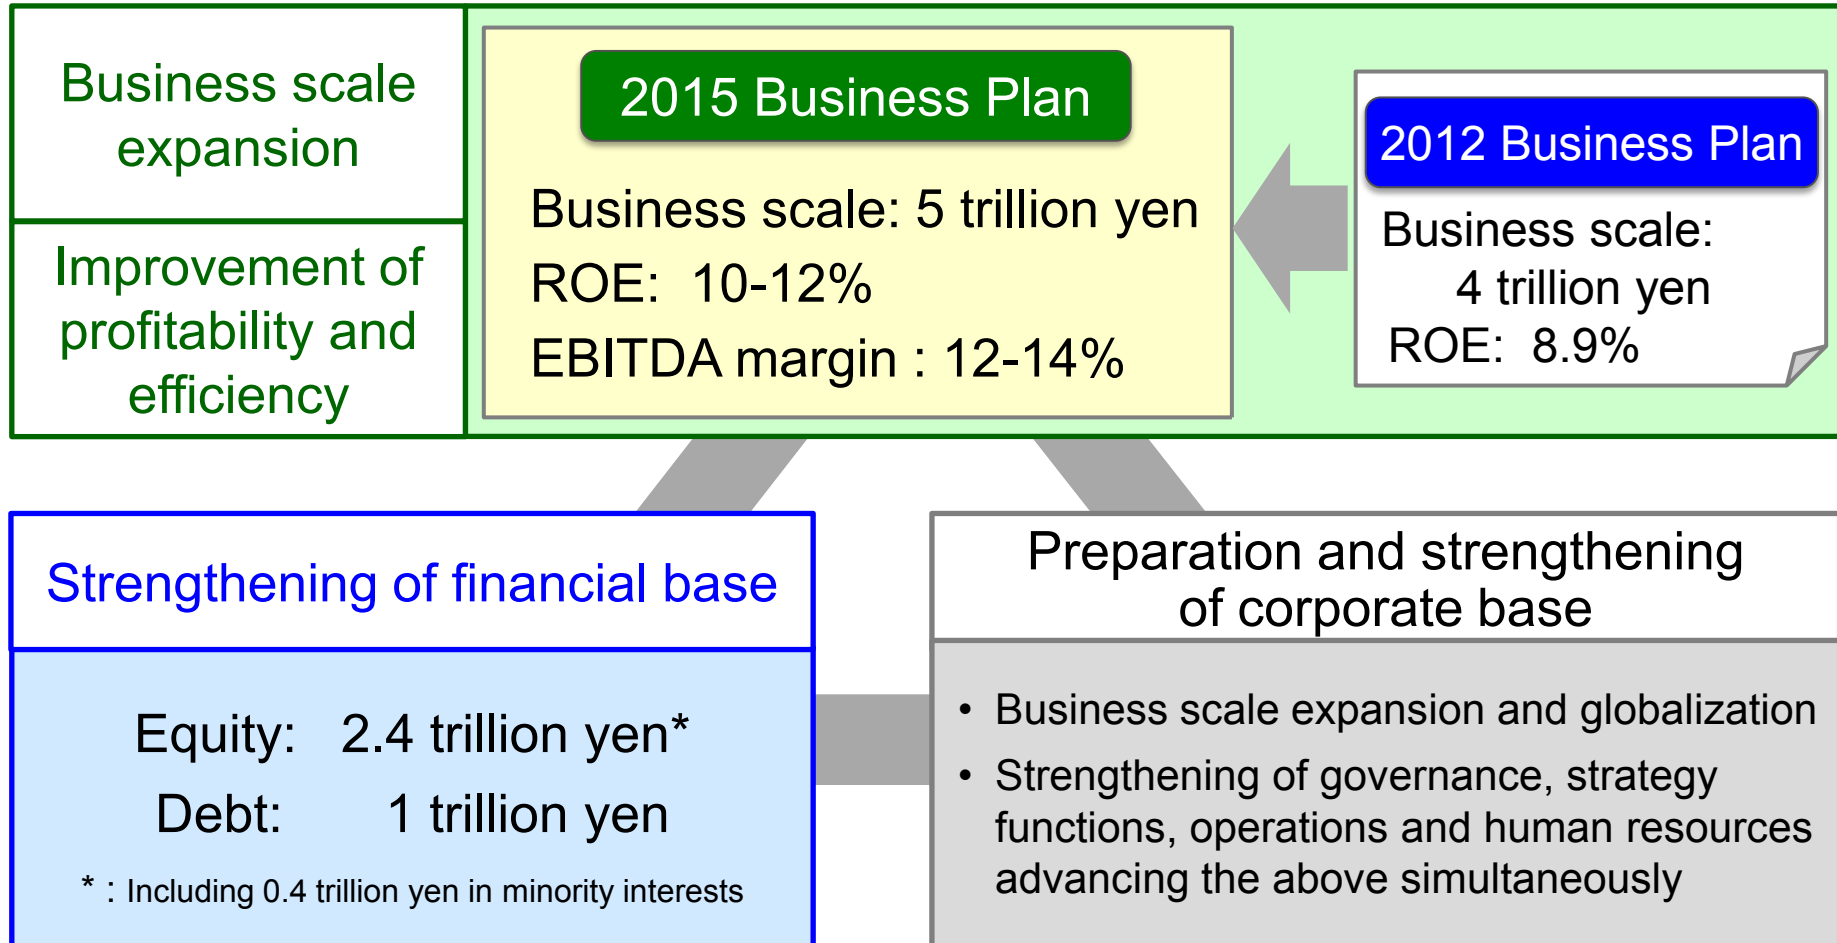 Business scale
expansion
Improvement of
profitability and
efficiency
2015 Business Plan
Business scale: 5 trillion yen
ROE: 10-12%
EBITDA margin : 12-14%
2012 Business Plan
Business scale:
4 trillion yen
ROE: 8.9%
Strengthening of financial base
Equity: 2.4 trillion yen*
Debt: 1 trillion yen
* : Including 0.4 trillion yen in minority interests
Preparation and strengthening
of corporate base
• Business scale expansion and globalization
• Strengthening of governance, strategy
functions, operations and human resources
advancing the above simultaneously